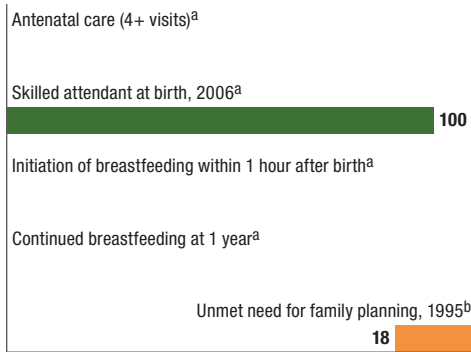 Antenatal care (4+ visits)a
Skilled attendant at birth, 2006a
100
Initiation of breastfeeding within 1 hour after birtha
Continued breastfeeding at 1 yeara
Unmet need for family planning, 1995b
18